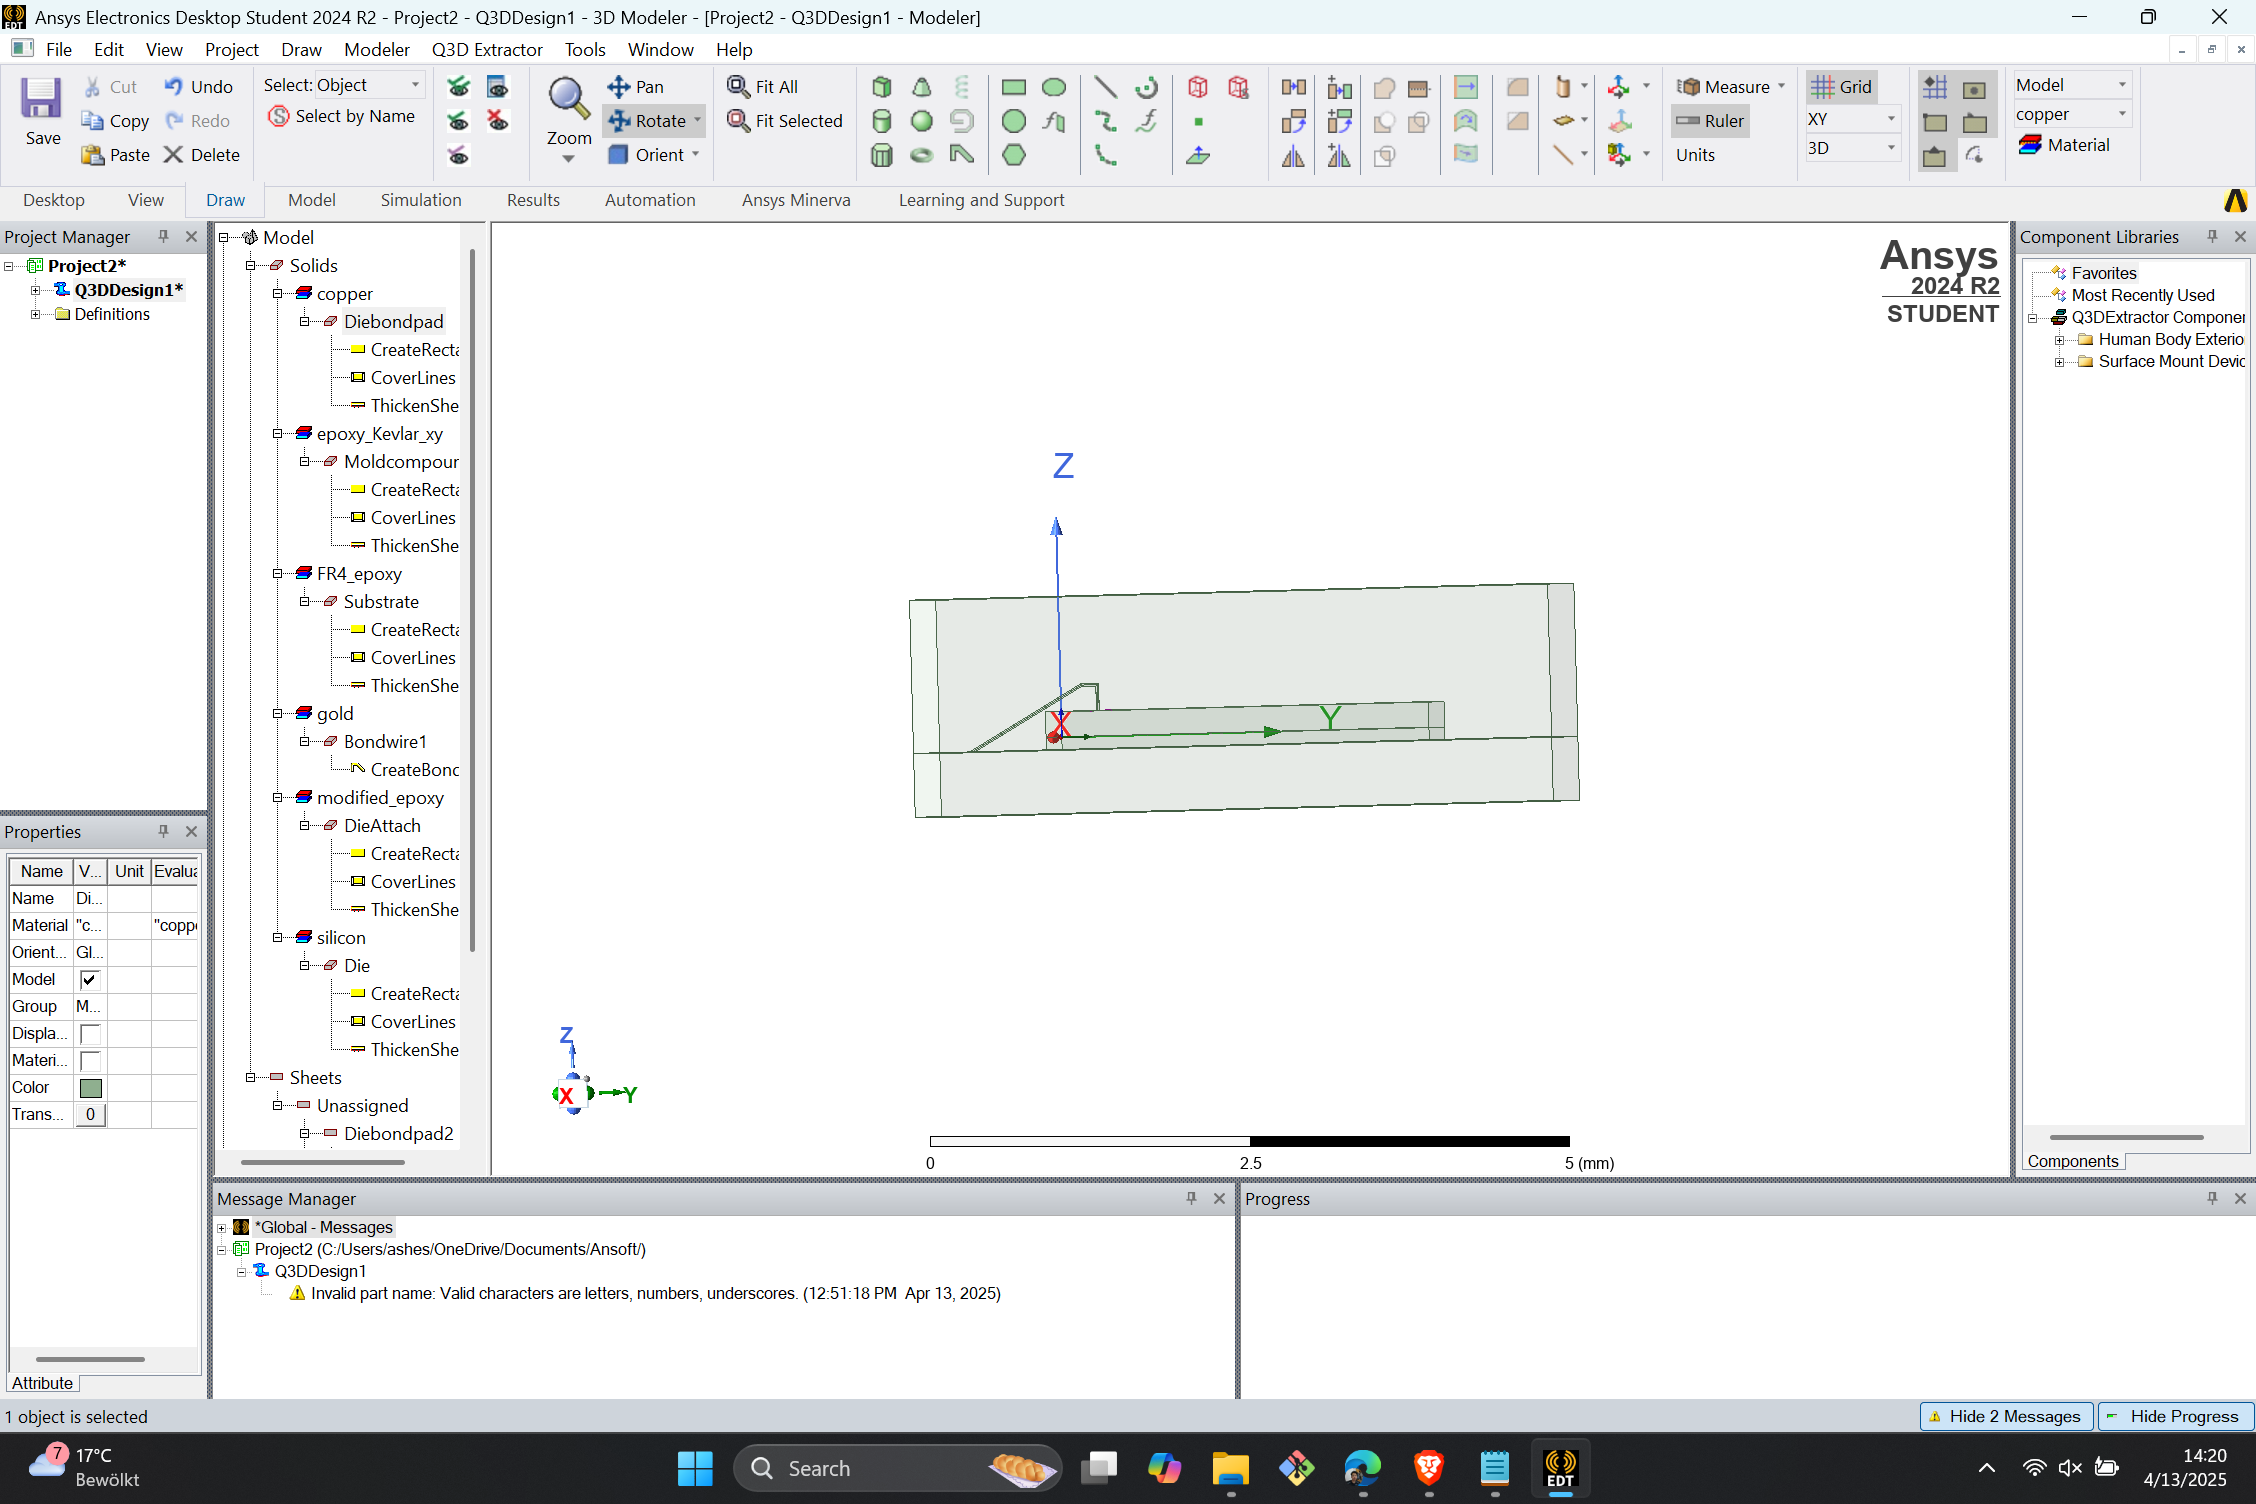 Ansys Electronics Desktop Student 2024 R2 - Project2 - Q3DDesign1 - 3D Modeler - [Project2 - Q3DDesign1 - Modeler]
File Edit View Project Draw Modeler Q3D Extractor Tools Window Help
Save
Cut
Copy
Paste
Undo
Redo
Delete
Select: Object
Select by Name
Zoom
Pan
Rotate
Orient
Fit All
Fit Selected
Measure
Ruler
Units
Grid
XY
3D
Model
copper
Material
Desktop View Draw Model Simulation Results Automation Ansys Minerva Learning and Support
Project Manager
Project2*
Q3DDesign1*
Definitions
Model
Solids
copper
Diebondpad
CreateRecta
CoverLines
ThickenShe
epoxy_Kevlar_xy
Moldcompour
CreateRecta
CoverLines
ThickenShe
FR4_epoxy
Substrate
CreateRecta
CoverLines
ThickenShe
gold
Bondwire1
CreateBonc
modified_epoxy
DieAttach
CreateRecta
CoverLines
ThickenShe
silicon
Die
CreateRecta
CoverLines
ThickenShe
Sheets
Unassigned
Diebondpad2
Properties
Name V... Unit Evalua
Name Di...
Material "c... "coppe
Orient... Gl...
Model
Group M...
Displa...
Materi...
Color
Trans... 0
Attribute
Ansys
2024 R2
STUDENT
Z
X
Y
Z
X
Y
0 2.5 5 (mm)
Component Libraries
Favorites
Most Recently Used
Q3DExtractor Componer
Human Body Exterio
Surface Mount Devic
Components
Message Manager
*Global - Messages
Project2 (C:/Users/ashes/OneDrive/Documents/Ansoft/)
Q3DDesign1
Invalid part name: Valid characters are letters, numbers, underscores. (12:51:18 PM Apr 13, 2025)
Progress
1 object is selected
Hide 2 Messages
Hide Progress
7
17°C
Bewölkt
Search
EDT
14:20
4/13/2025